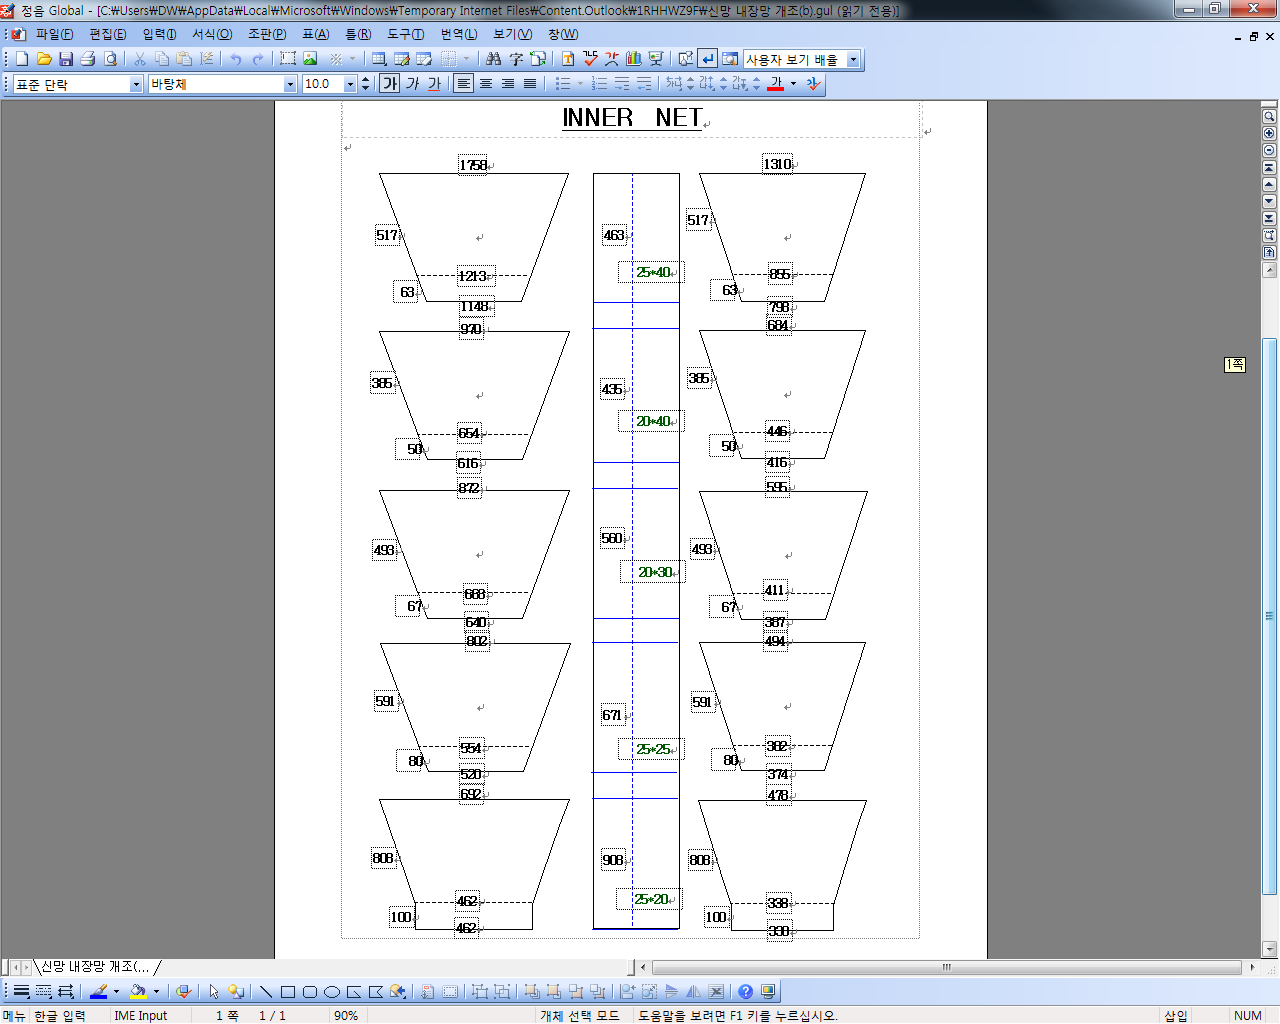 정음 Global - [C:₩Users₩DW₩AppData₩Local₩Microsoft₩Windows₩Temporary Internet Files₩Content.Outlook₩1RHHWZ9F₩신망 내장망 개조(b).gul (읽기 전용)]
파일(F) 편집(E) 입력(I) 서식(O) 조판(P) 표(A) 틀(R) 도구(T) 번역(L) 보기(V) 창(W)
사용자 보기 배율
표준 단락 바탕체 10.0 가 가 가 가
INNER NET
1758 1310
517 463 517
25*40
1213 855
63 63
1148 798
970 684
385 435 385
20*40
654 446
50 50
616 416
872 595
493 560 493
20*30
668 411
67 67
640 387
802 494
591 671 591
25*25
554 382
80 80
520 374
692 478
808 908 808
25*20
462 338
100 100
462 338
1쪽
신망 내장망 개조(...
메뉴 한글 입력 IME Input 1 쪽 1 / 1 90% 개체 선택 모드 도움말을 보려면 F1 키를 누르십시오. 삽입 NUM